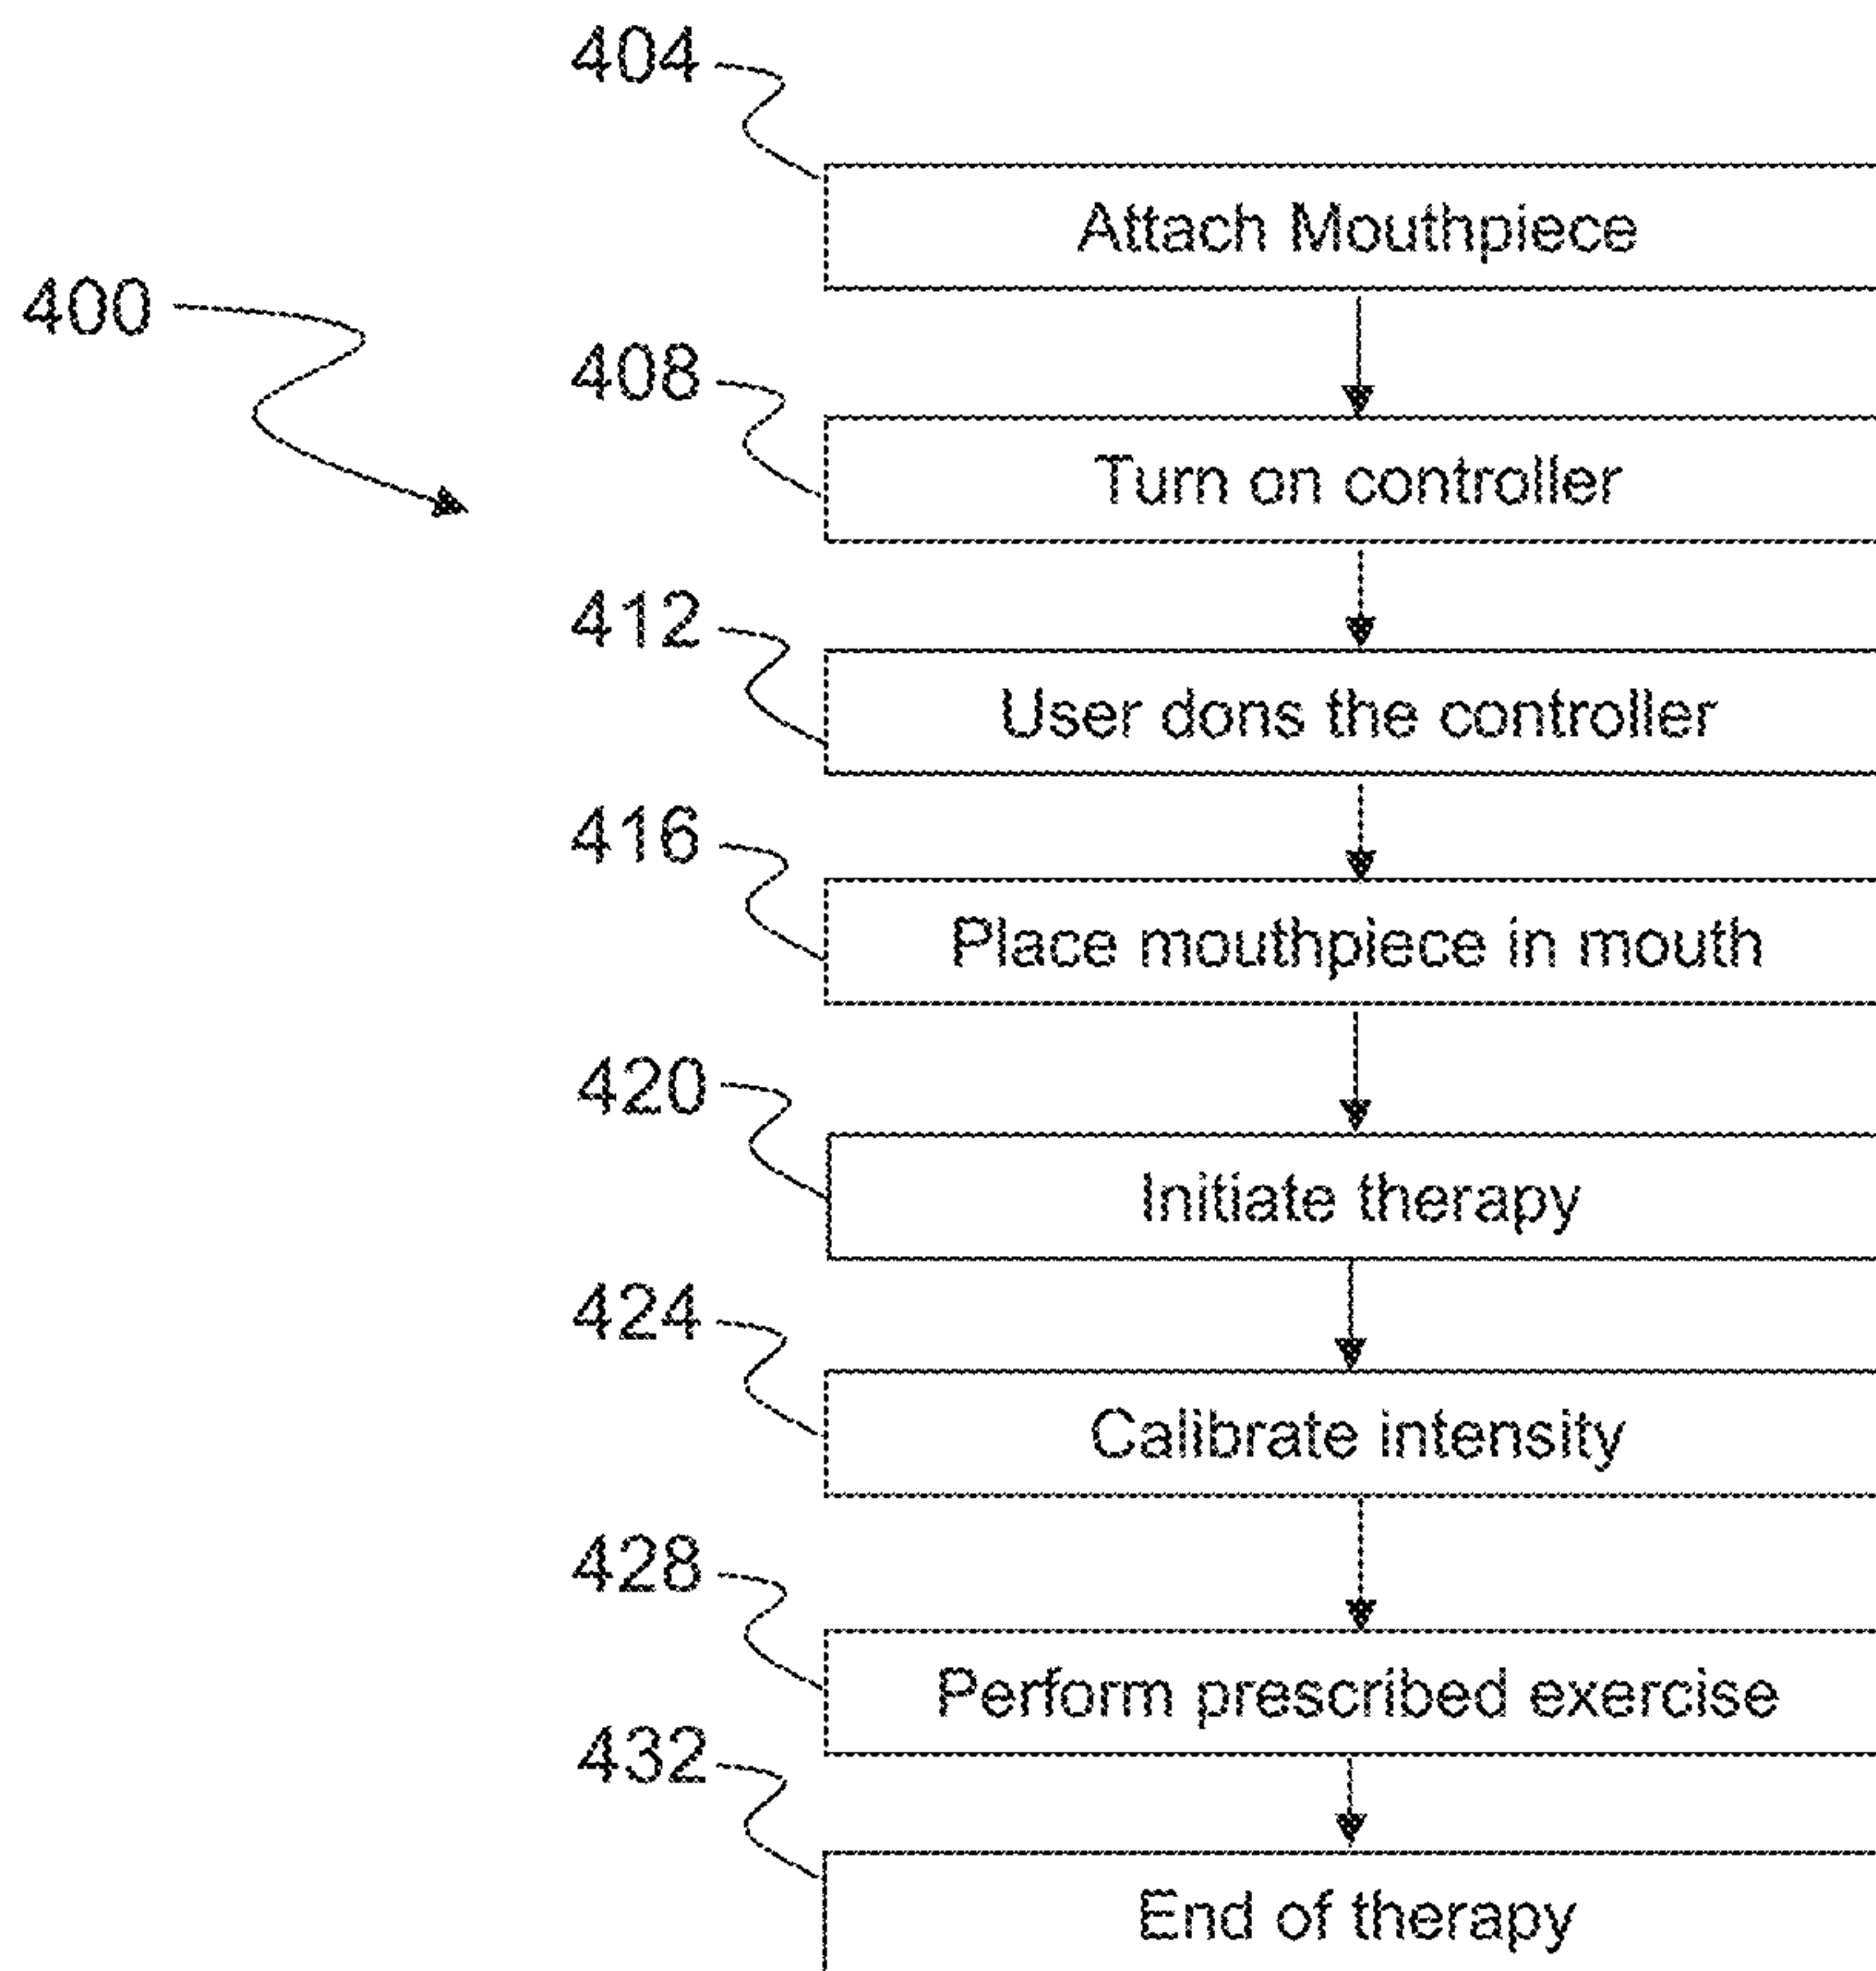 404
Attach Mouthpiece
400
408
Turn on controller
412
User dons the controller
416
Place mouthpiece in mouth
420
Initiate therapy
424
Calibrate intensity
428
Perform prescribed exercise
432
End of therapy